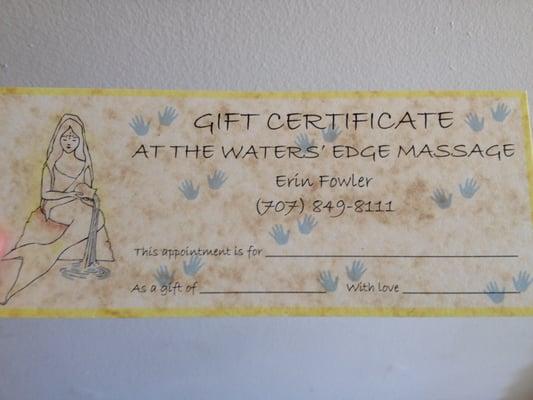 GIFT CERTIFICATE
AT THE WATERS' EDGE MASSAGE
Erin Fowler
(707) 849-8111
This appointment is for
As a gift of With love